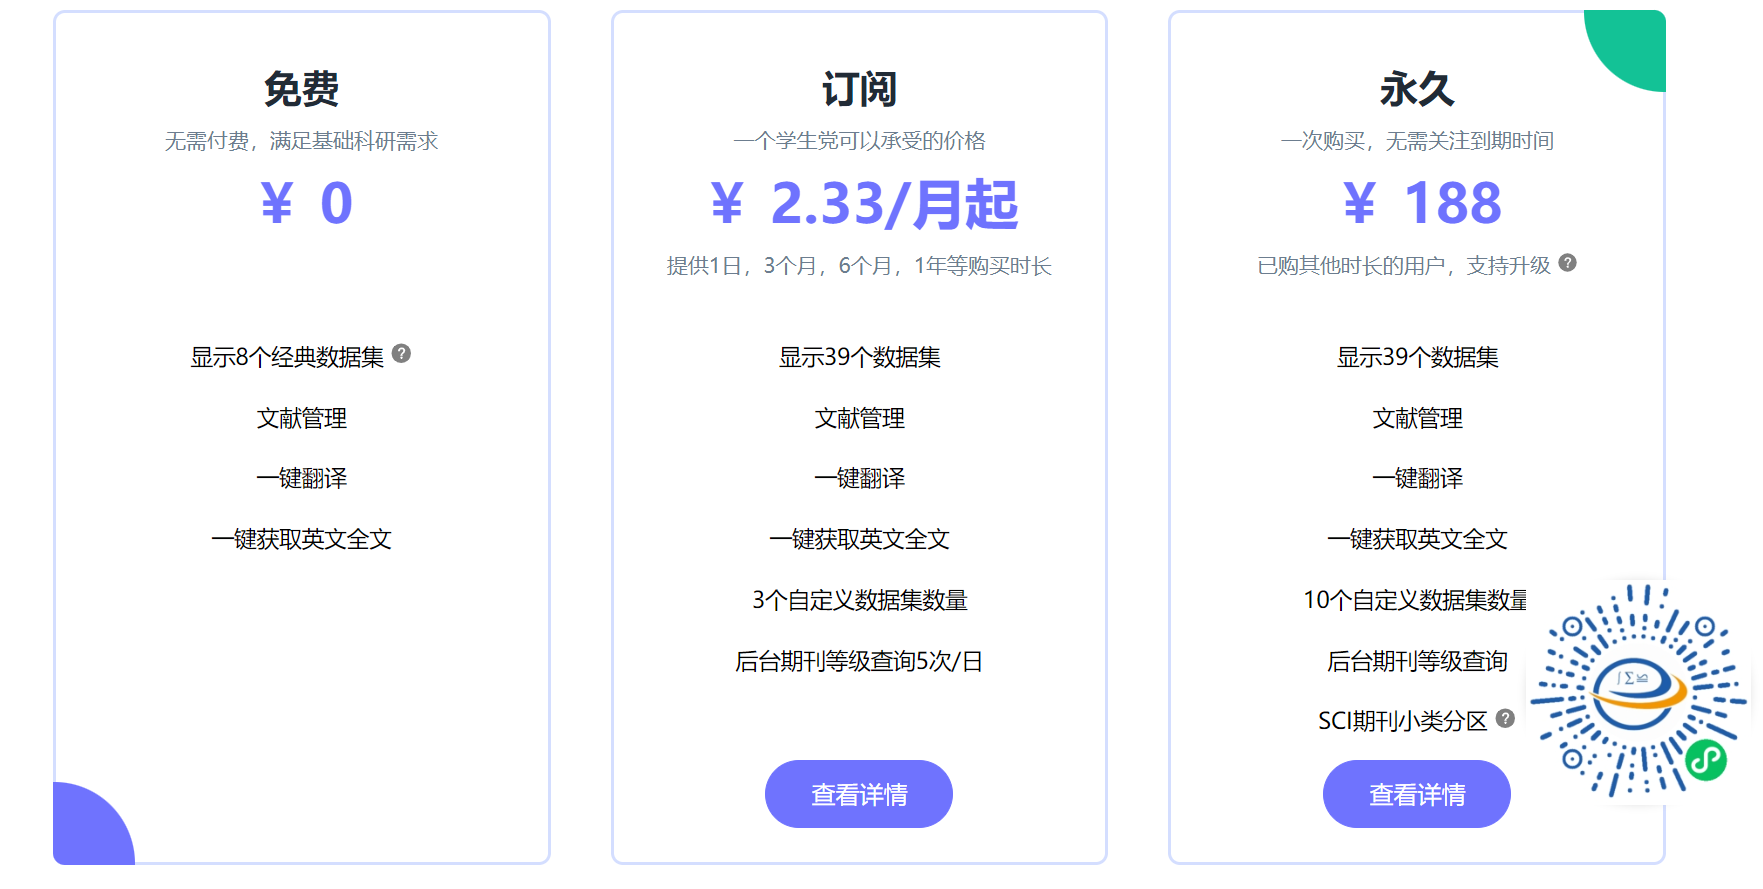 免费
无需付费，满足基础科研需求
¥ 0
显示8个经典数据集
文献管理
一键翻译
一键获取英文全文
订阅
一个学生党可以承受的价格
¥ 2.33/月起
提供1日，3个月，6个月，1年等购买时长
显示39个数据集
文献管理
一键翻译
一键获取英文全文
3个自定义数据集数量
后台期刊等级查询5次/日
查看详情
永久
一次购买，无需关注到期时间
¥ 188
已购其他时长的用户，支持升级
显示39个数据集
文献管理
一键翻译
一键获取英文全文
10个自定义数据集数量
后台期刊等级查询
SCI期刊小类分区
查看详情